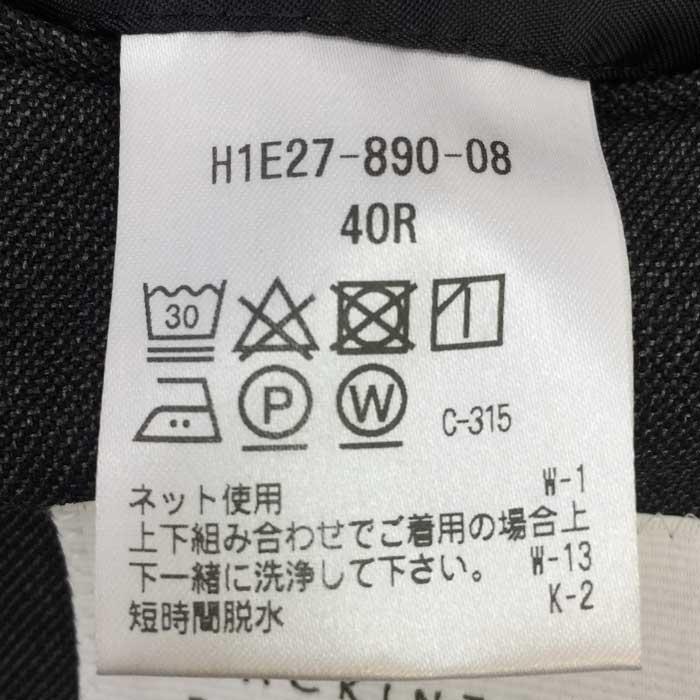 H1E27-890-08
40R
30
P W C-315
ネット使用 W-1
上下組み合わせでご着用の場合上
下一緒に洗浄して下さい。 W-13
短時間脱水 K-2